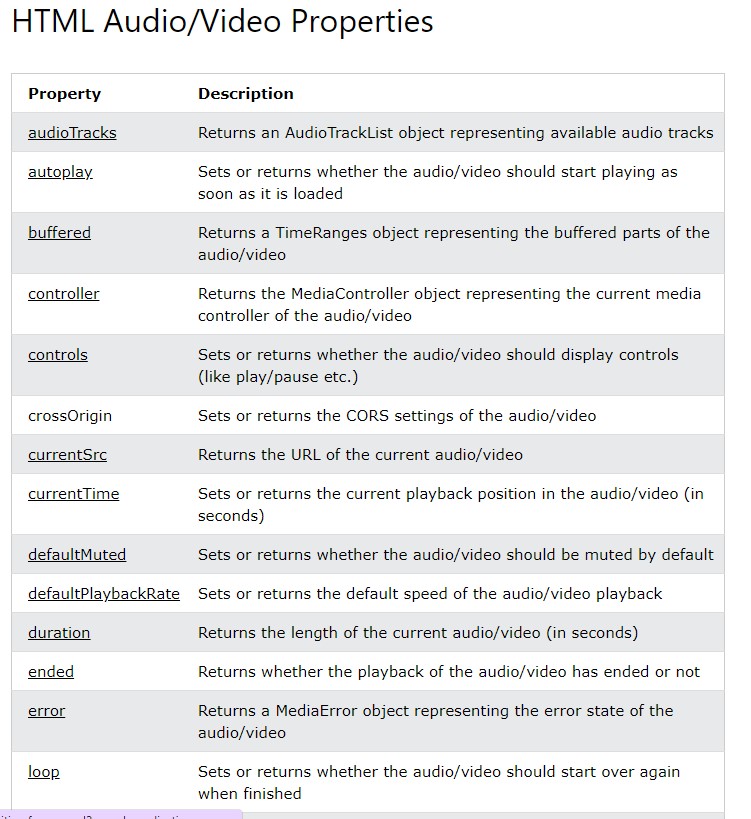 HTML Audio/Video Properties
Property Description
audioTracks Returns an AudioTrackList object representing available audio tracks
autoplay Sets or returns whether the audio/video should start playing as
soon as it is loaded
buffered Returns a TimeRanges object representing the buffered parts of the
audio/video
controller Returns the MediaController object representing the current media
controller of the audio/video
controls Sets or returns whether the audio/video should display controls
(like play/pause etc.)
crossOrigin Sets or returns the CORS settings of the audio/video
currentSrc Returns the URL of the current audio/video
currentTime Sets or returns the current playback position in the audio/video (in
seconds)
defaultMuted Sets or returns whether the audio/video should be muted by default
defaultPlaybackRate Sets or returns the default speed of the audio/video playback
duration Returns the length of the current audio/video (in seconds)
ended Returns whether the playback of the audio/video has ended or not
error Returns a MediaError object representing the error state of the
audio/video
loop Sets or returns whether the audio/video should start over again
when finished